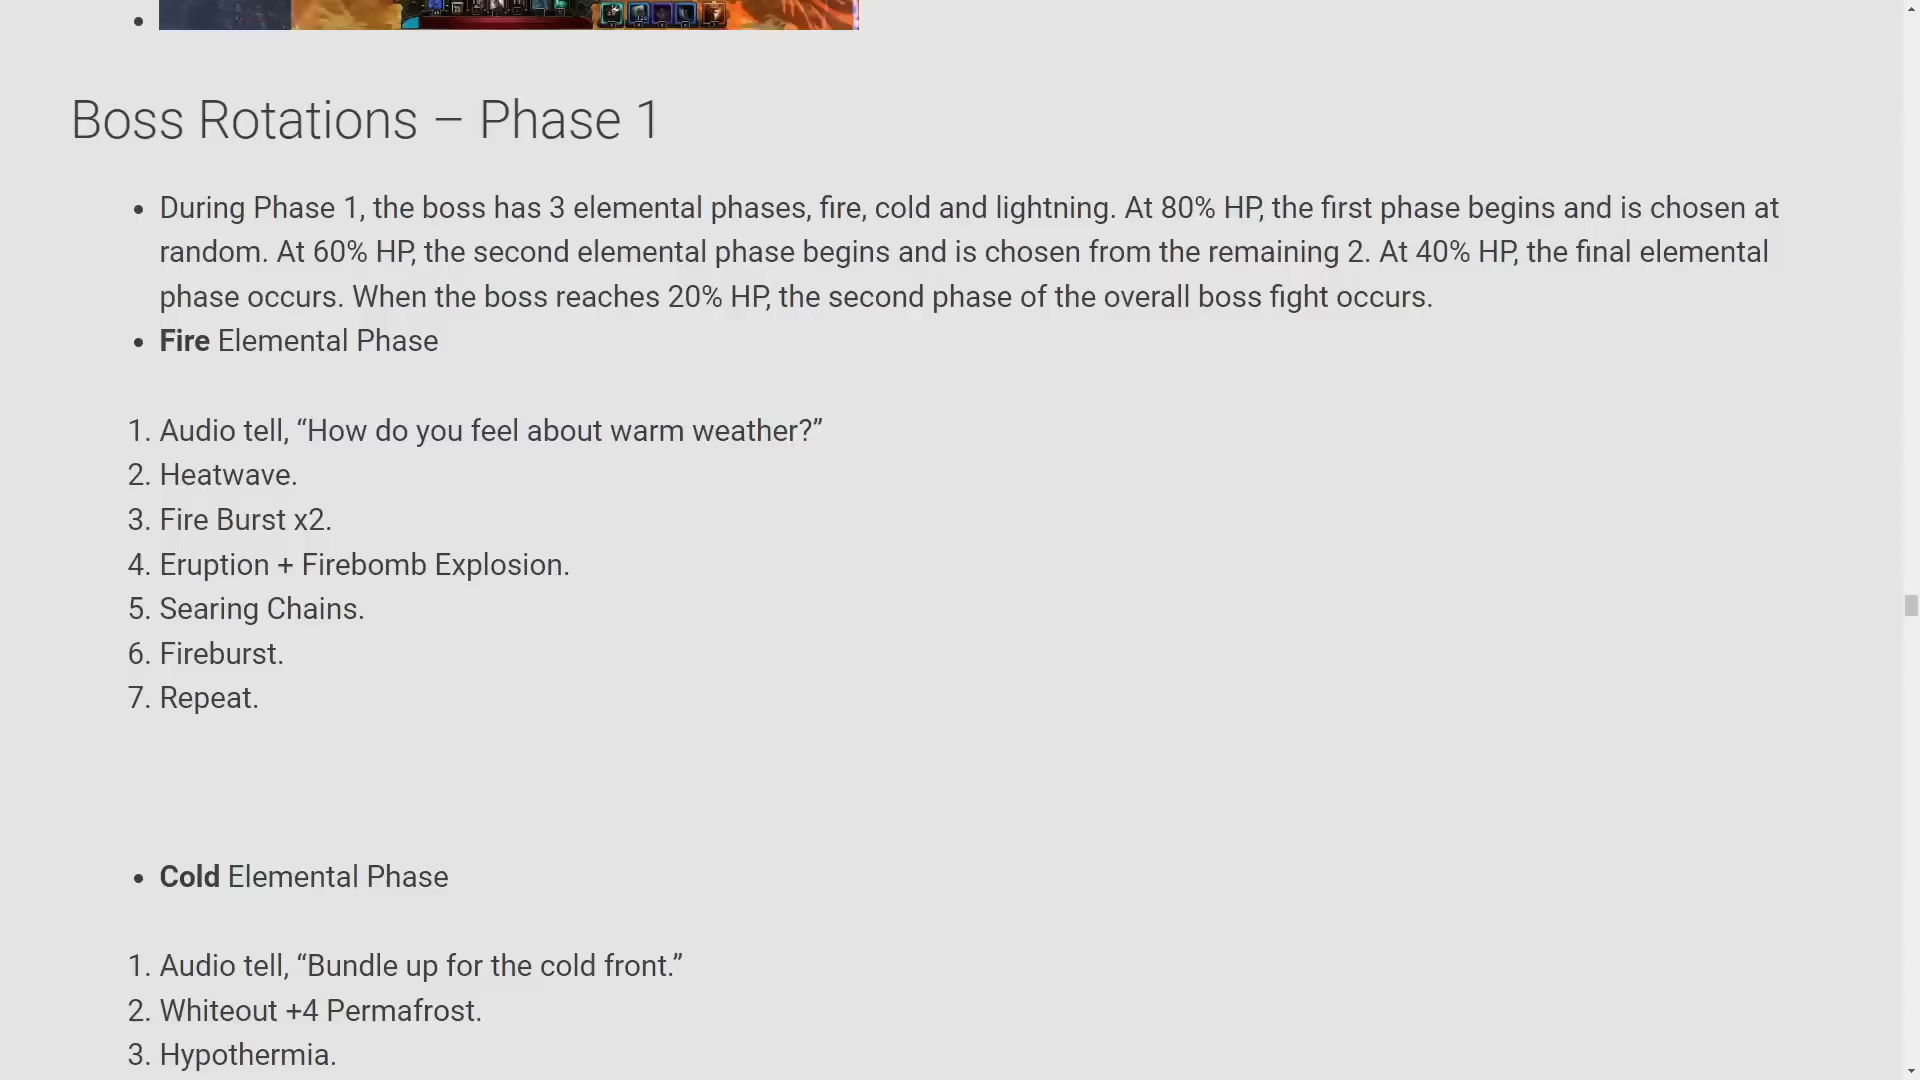 Boss Rotations – Phase 1
• During Phase 1, the boss has 3 elemental phases, fire, cold and lightning. At 80% HP, the first phase begins and is chosen at
random. At 60% HP, the second elemental phase begins and is chosen from the remaining 2. At 40% HP, the final elemental
phase occurs. When the boss reaches 20% HP, the second phase of the overall boss fight occurs.
• Fire Elemental Phase
1. Audio tell, “How do you feel about warm weather?”
2. Heatwave.
3. Fire Burst x2.
4. Eruption + Firebomb Explosion.
5. Searing Chains.
6. Fireburst.
7. Repeat.
• Cold Elemental Phase
1. Audio tell, “Bundle up for the cold front.”
2. Whiteout +4 Permafrost.
3. Hypothermia.